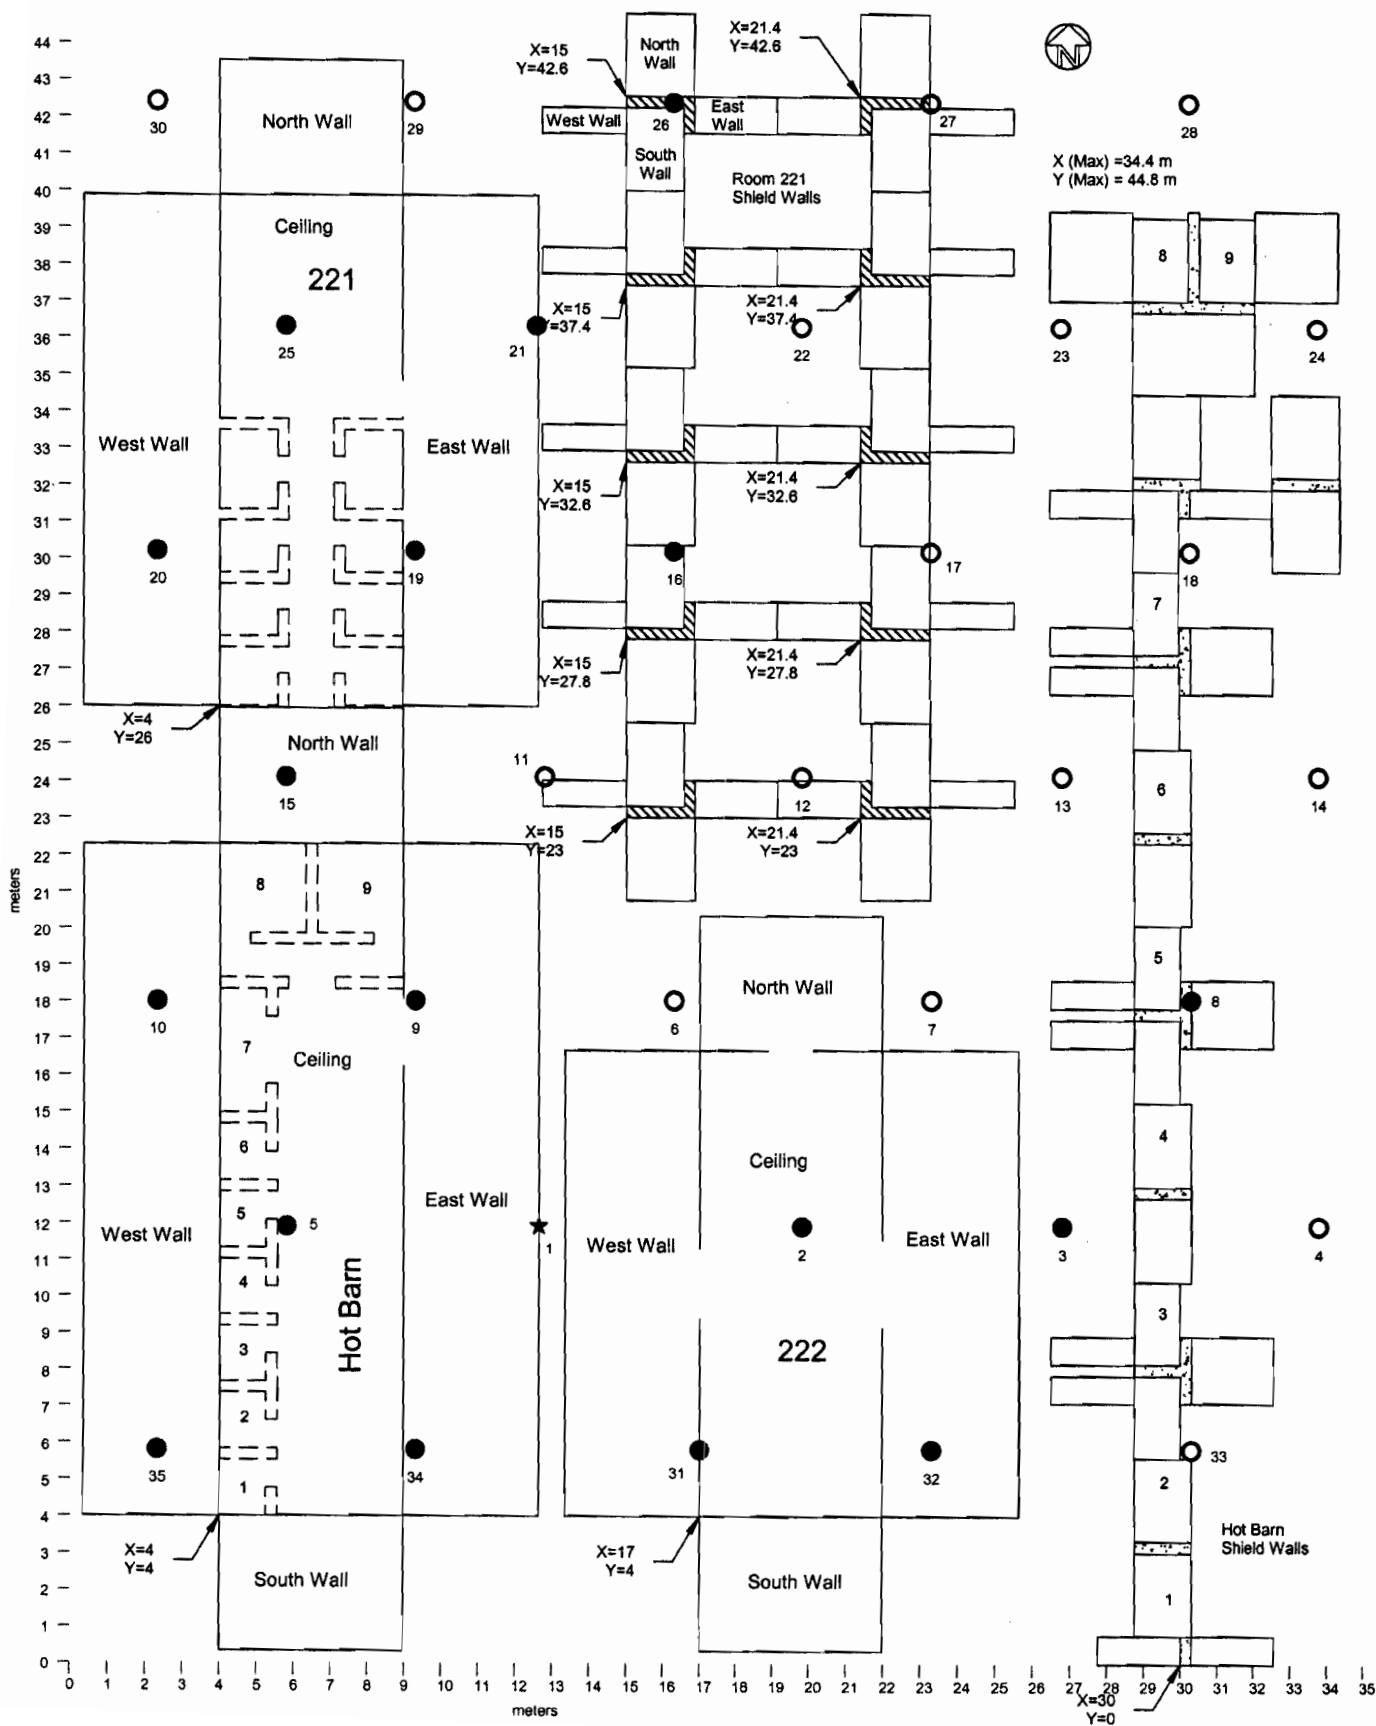 44
43
42
41
40
39
38
37
36
35
34
33
32
31
30
29
28
27
26
25
24
23
22
21
20
19
18
17
16
15
14
13
12
11
10
9
8
7
6
5
4
3
2
1
0
meters
30
29
North Wall
Ceiling
221
25
21
West Wall
East Wall
20
19
X=4
Y=26
North Wall
15
8
9
10
9
7
Ceiling
6
5
5
4
3
2
1
West Wall
East Wall
Hot Barn
1
35
34
X=4
Y=4
South Wall
X=15
Y=42.6
North
Wall
X=21.4
Y=42.6
N
West Wall
26
East
Wall
27
28
South
Wall
Room 221
Shield Walls
X (Max) =34.4 m
Y (Max) = 44.8 m
X=15
Y=37.4
X=21.4
Y=37.4
22
23
24
8
9
X=15
Y=32.6
X=21.4
Y=32.6
16
17
18
7
X=15
Y=27.8
X=21.4
Y=27.8
11
12
13
14
6
X=15
Y=23
X=21.4
Y=23
5
North Wall
6
7
8
Ceiling
4
West Wall
East Wall
2
3
4
222
3
31
32
33
2
X=17
Y=4
South Wall
Hot Barn
Shield Walls
1
X=30
Y=0
0 1 2 3 4 5 6 7 8 9 10 11 12 13 14 15 16 17 18 19 20 21 22 23 24 25 26 27 28 29 30 31 32 33 34 35
meters